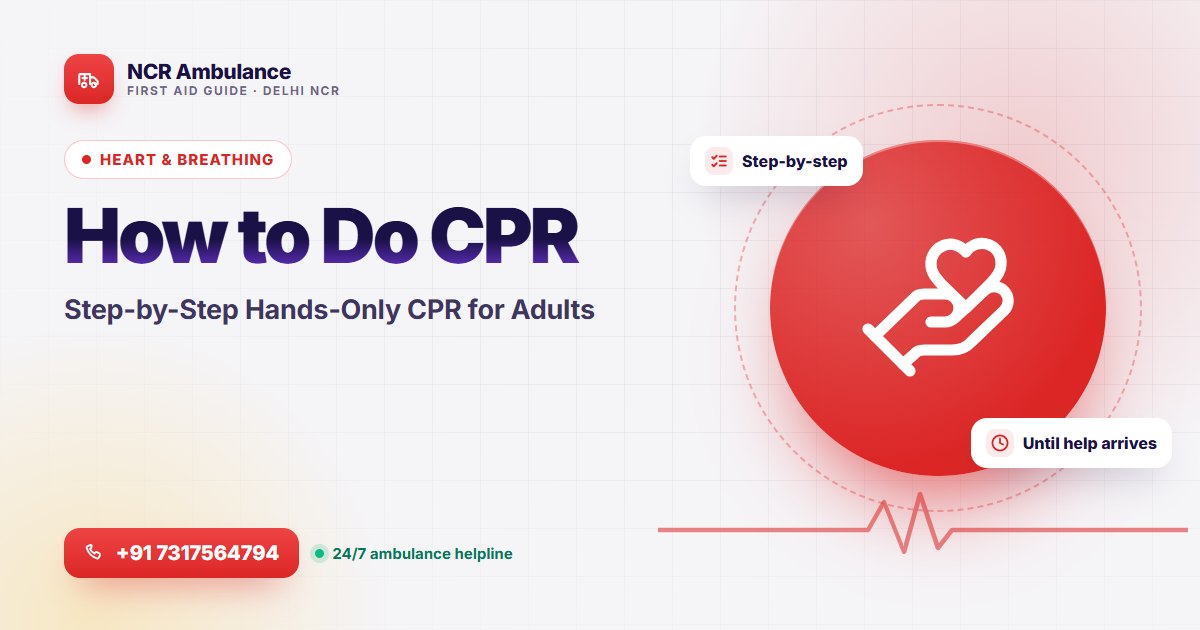 NCR Ambulance
FIRST AID GUIDE · DELHI NCR
HEART & BREATHING
How to Do CPR
Step-by-Step Hands-Only CPR for Adults
Step-by-step
Until help arrives
+91 7317564794
24/7 ambulance helpline